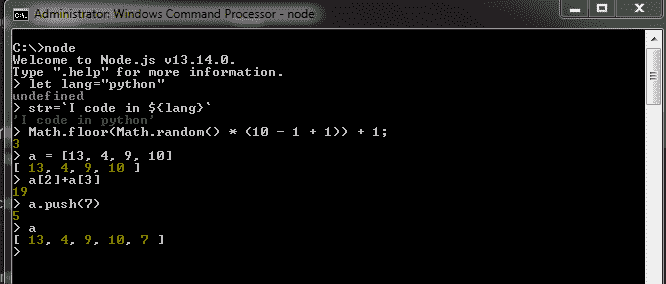 Administrator: Windows Command Processor - node
C:\>node
Welcome to Node.js v13.14.0.
Type ".help" for more information.
> let lang="python"
undefined
> str=`I code in ${lang}`
'I code in python'
> Math.floor(Math.random() * (10 - 1 + 1)) + 1;
3
> a = [13, 4, 9, 10]
[ 13, 4, 9, 10 ]
> a[2]+a[3]
19
> a.push(7)
5
> a
[ 13, 4, 9, 10, 7 ]
>